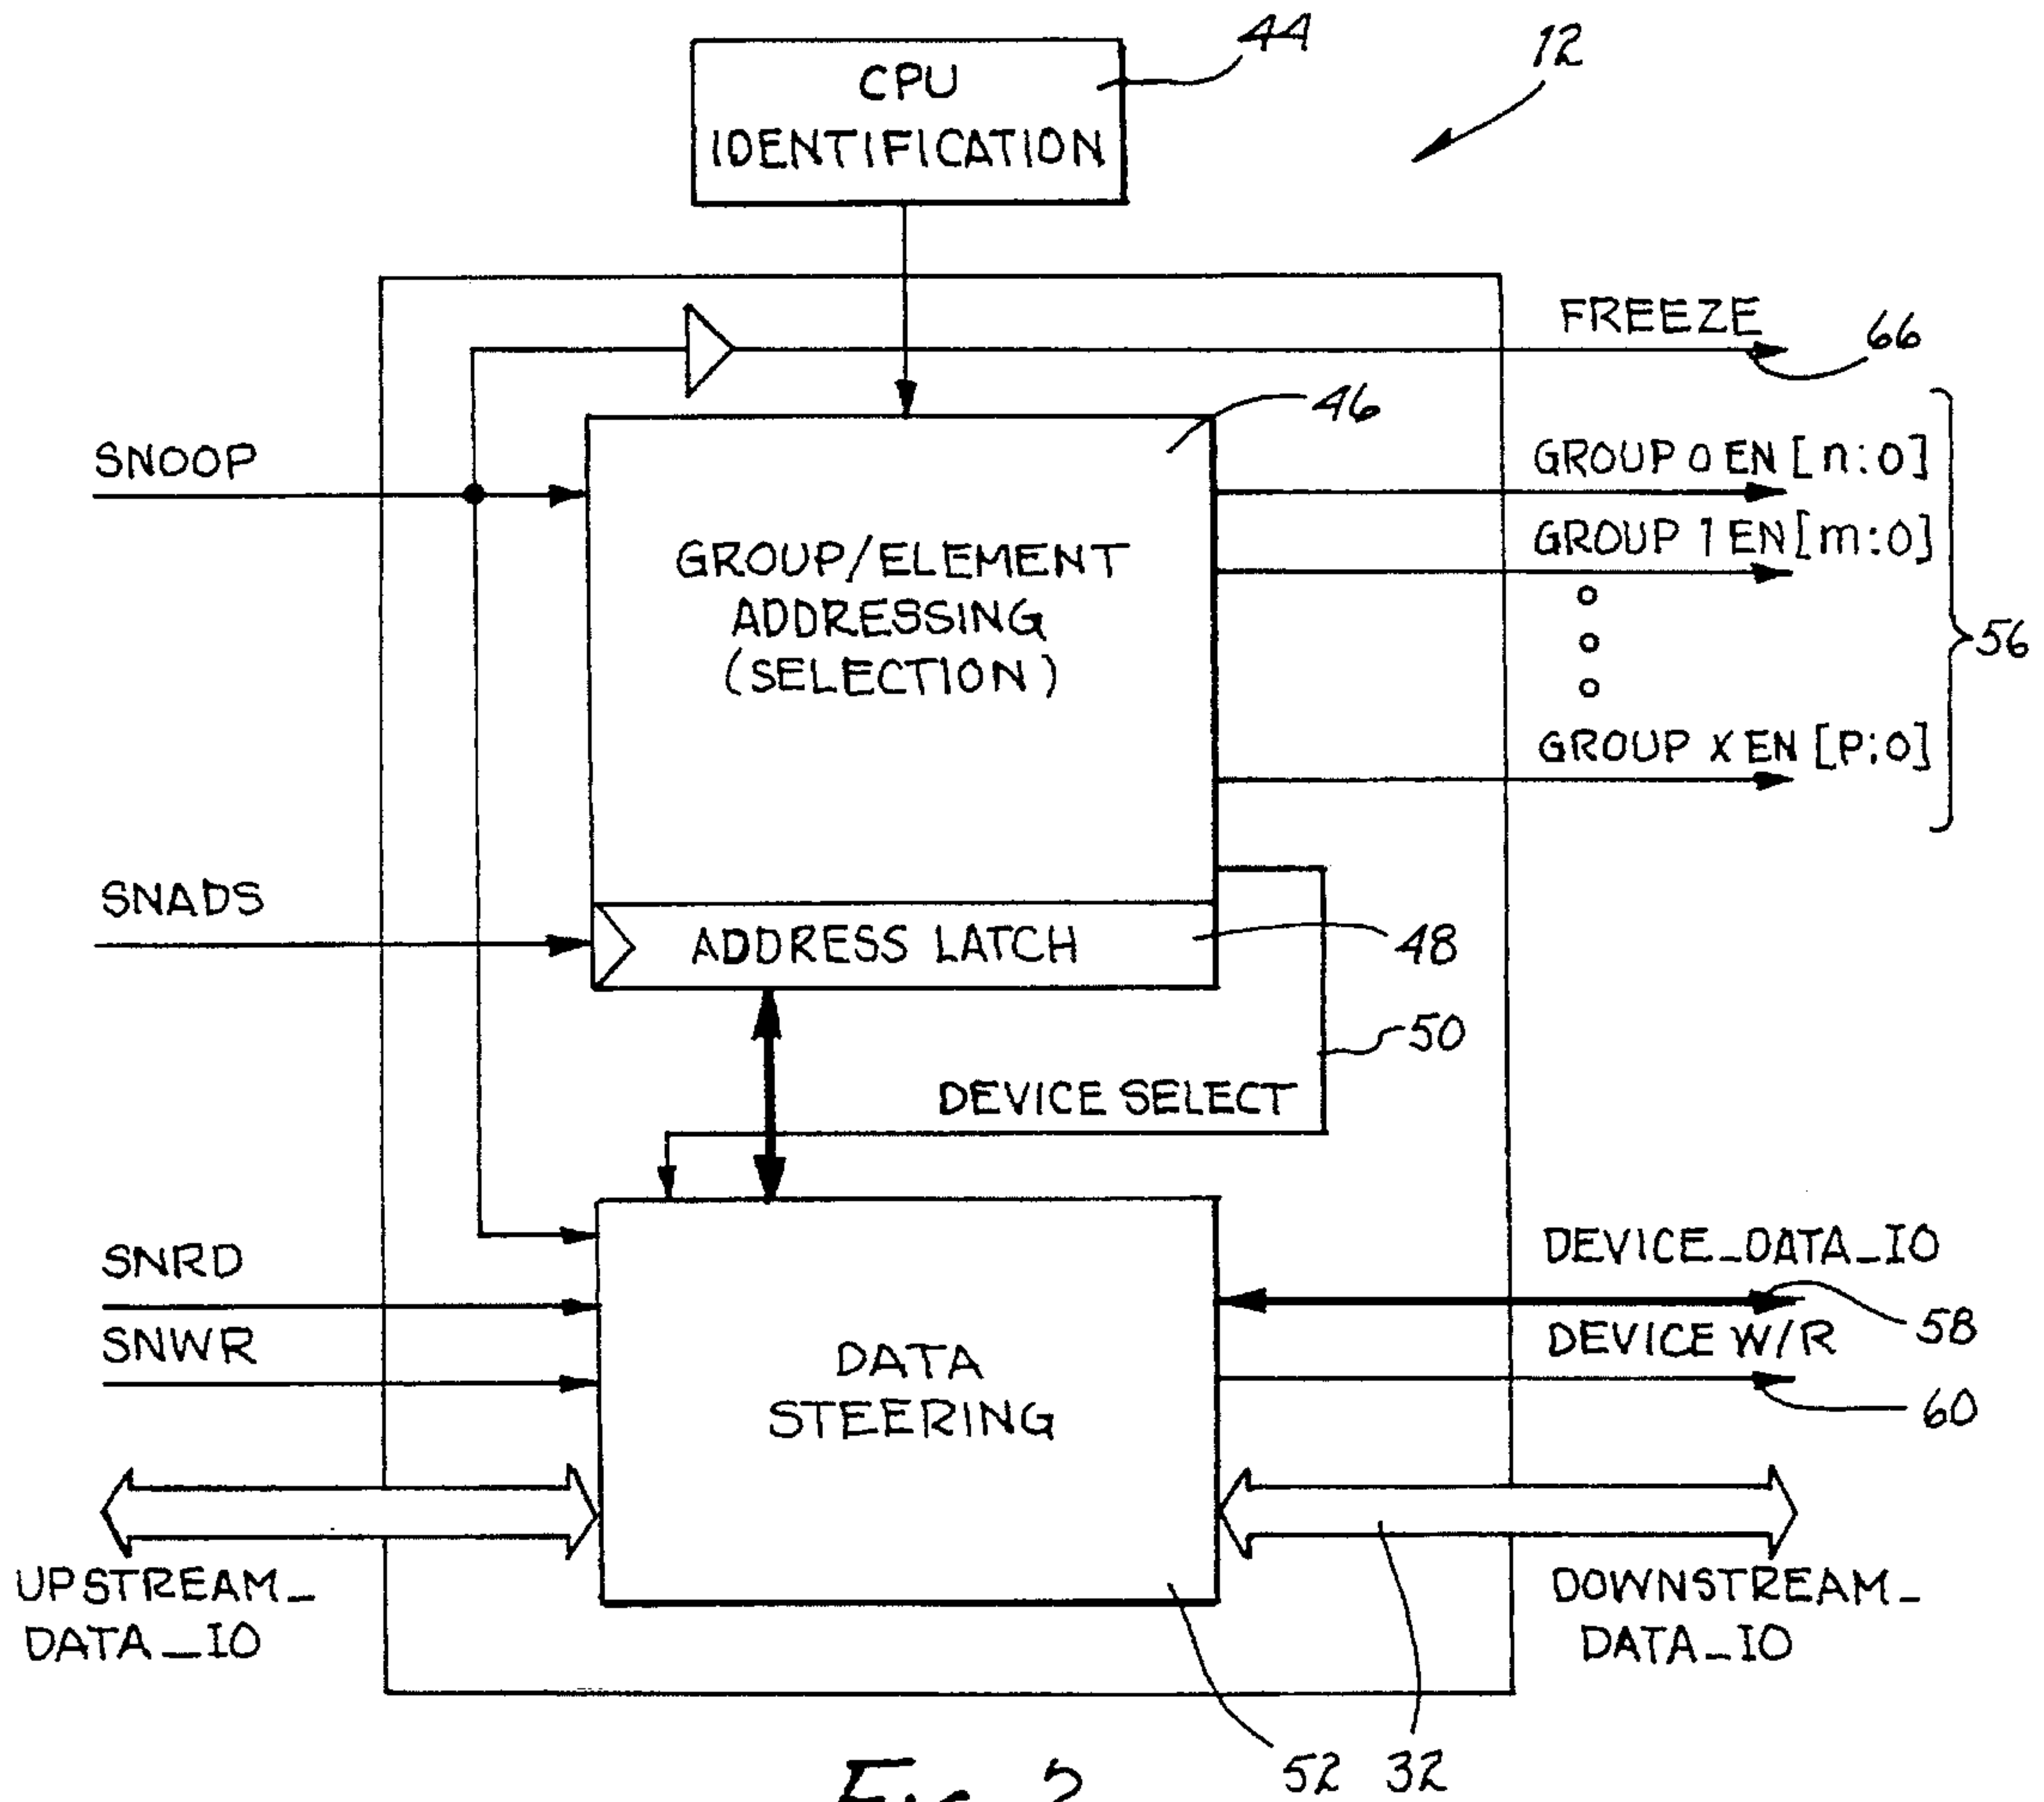 44
12
CPU
IDENTIFICATION
FREEZE
66
46
SNOOP
GROUP 0 EN [n:0]
GROUP 1 EN [m:0]
GROUP/ELEMENT
ADDRESSING
(SELECTION)
56
GROUP X EN [P:0]
SNADS
ADDRESS LATCH
48
50
DEVICE SELECT
SNRD
DEVICE_DATA_IO
58
SNWR
DEVICE W/R
DATA
STEERING
60
UPSTREAM_
DATA_IO
DOWNSTREAM_
DATA_IO
52
32
Fig. 2